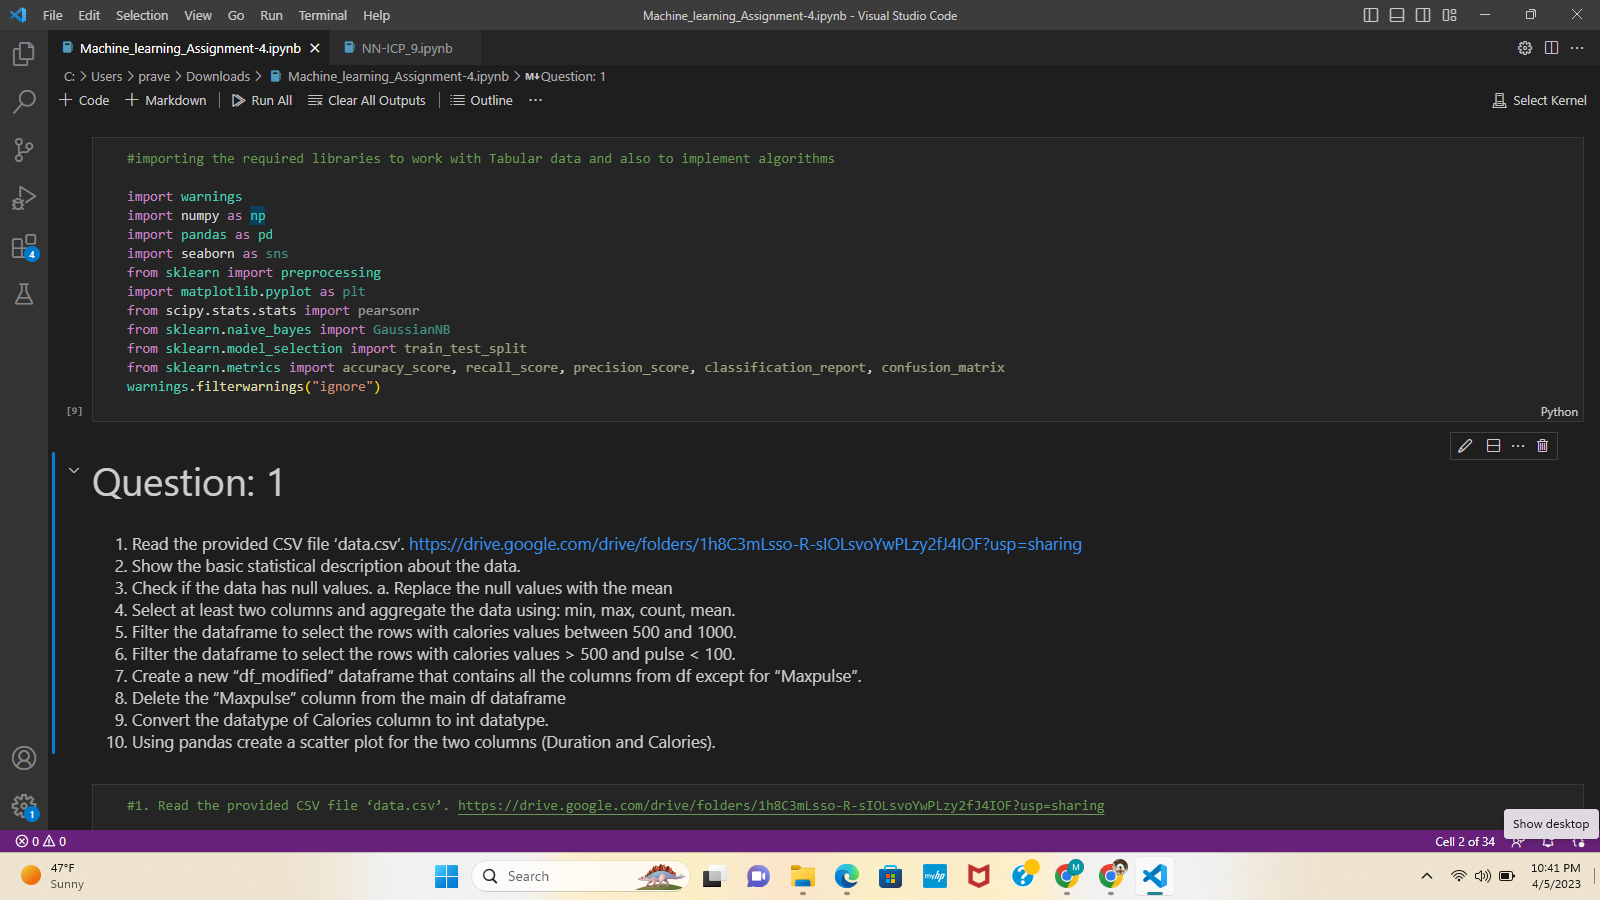 File Edit Selection View Go Run Terminal Help
Machine_learning_Assignment-4.ipynb - Visual Studio Code
Machine_learning_Assignment-4.ipynb NN-ICP_9.ipynb
C: > Users > prave > Downloads > Machine_learning_Assignment-4.ipynb > M↓Question: 1
+ Code + Markdown Run All Clear All Outputs Outline ...
Select Kernel
#importing the required libraries to work with Tabular data and also to implement algorithms
import warnings
import numpy as np
import pandas as pd
import seaborn as sns
from sklearn import preprocessing
import matplotlib.pyplot as plt
from scipy.stats.stats import pearsonr
from sklearn.naive_bayes import GaussianNB
from sklearn.model_selection import train_test_split
from sklearn.metrics import accuracy_score, recall_score, precision_score, classification_report, confusion_matrix
warnings.filterwarnings("ignore")
[9]
Python
Question: 1
1. Read the provided CSV file ‘data.csv’. https://drive.google.com/drive/folders/1h8C3mLsso-R-sIOLsvoYwPLzy2fJ4IOF?usp=sharing
2. Show the basic statistical description about the data.
3. Check if the data has null values. a. Replace the null values with the mean
4. Select at least two columns and aggregate the data using: min, max, count, mean.
5. Filter the dataframe to select the rows with calories values between 500 and 1000.
6. Filter the dataframe to select the rows with calories values > 500 and pulse < 100.
7. Create a new “df_modified” dataframe that contains all the columns from df except for “Maxpulse”.
8. Delete the “Maxpulse” column from the main df dataframe
9. Convert the datatype of Calories column to int datatype.
10. Using pandas create a scatter plot for the two columns (Duration and Calories).
#1. Read the provided CSV file ‘data.csv’. https://drive.google.com/drive/folders/1h8C3mLsso-R-sIOLsvoYwPLzy2fJ4IOF?usp=sharing
4
1
Show desktop
0 0
Cell 2 of 34
47°F
Sunny
Search
myhp
M
10:41 PM
4/5/2023